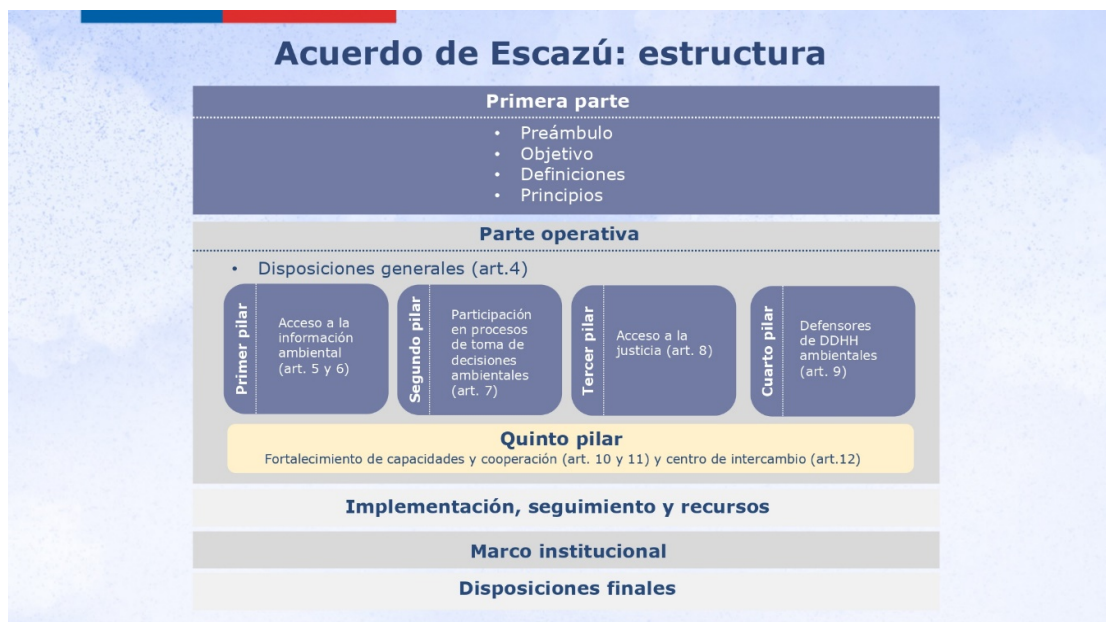 Acuerdo de Escazú: estructura
Primera parte
• Preámbulo
• Objetivo
• Definiciones
• Principios
Parte operativa
• Disposiciones generales (art.4)
Primer pilar
Acceso a la
información
ambiental
(art. 5 y 6)
Segundo pilar
Participación
en procesos
de toma de
decisiones
ambientales
(art. 7)
Tercer pilar
Acceso a la
justicia (art. 8)
Cuarto pilar
Defensores
de DDHH
ambientales
(art. 9)
Quinto pilar
Fortalecimiento de capacidades y cooperación (art. 10 y 11) y centro de intercambio (art.12)
Implementación, seguimiento y recursos
Marco institucional
Disposiciones finales